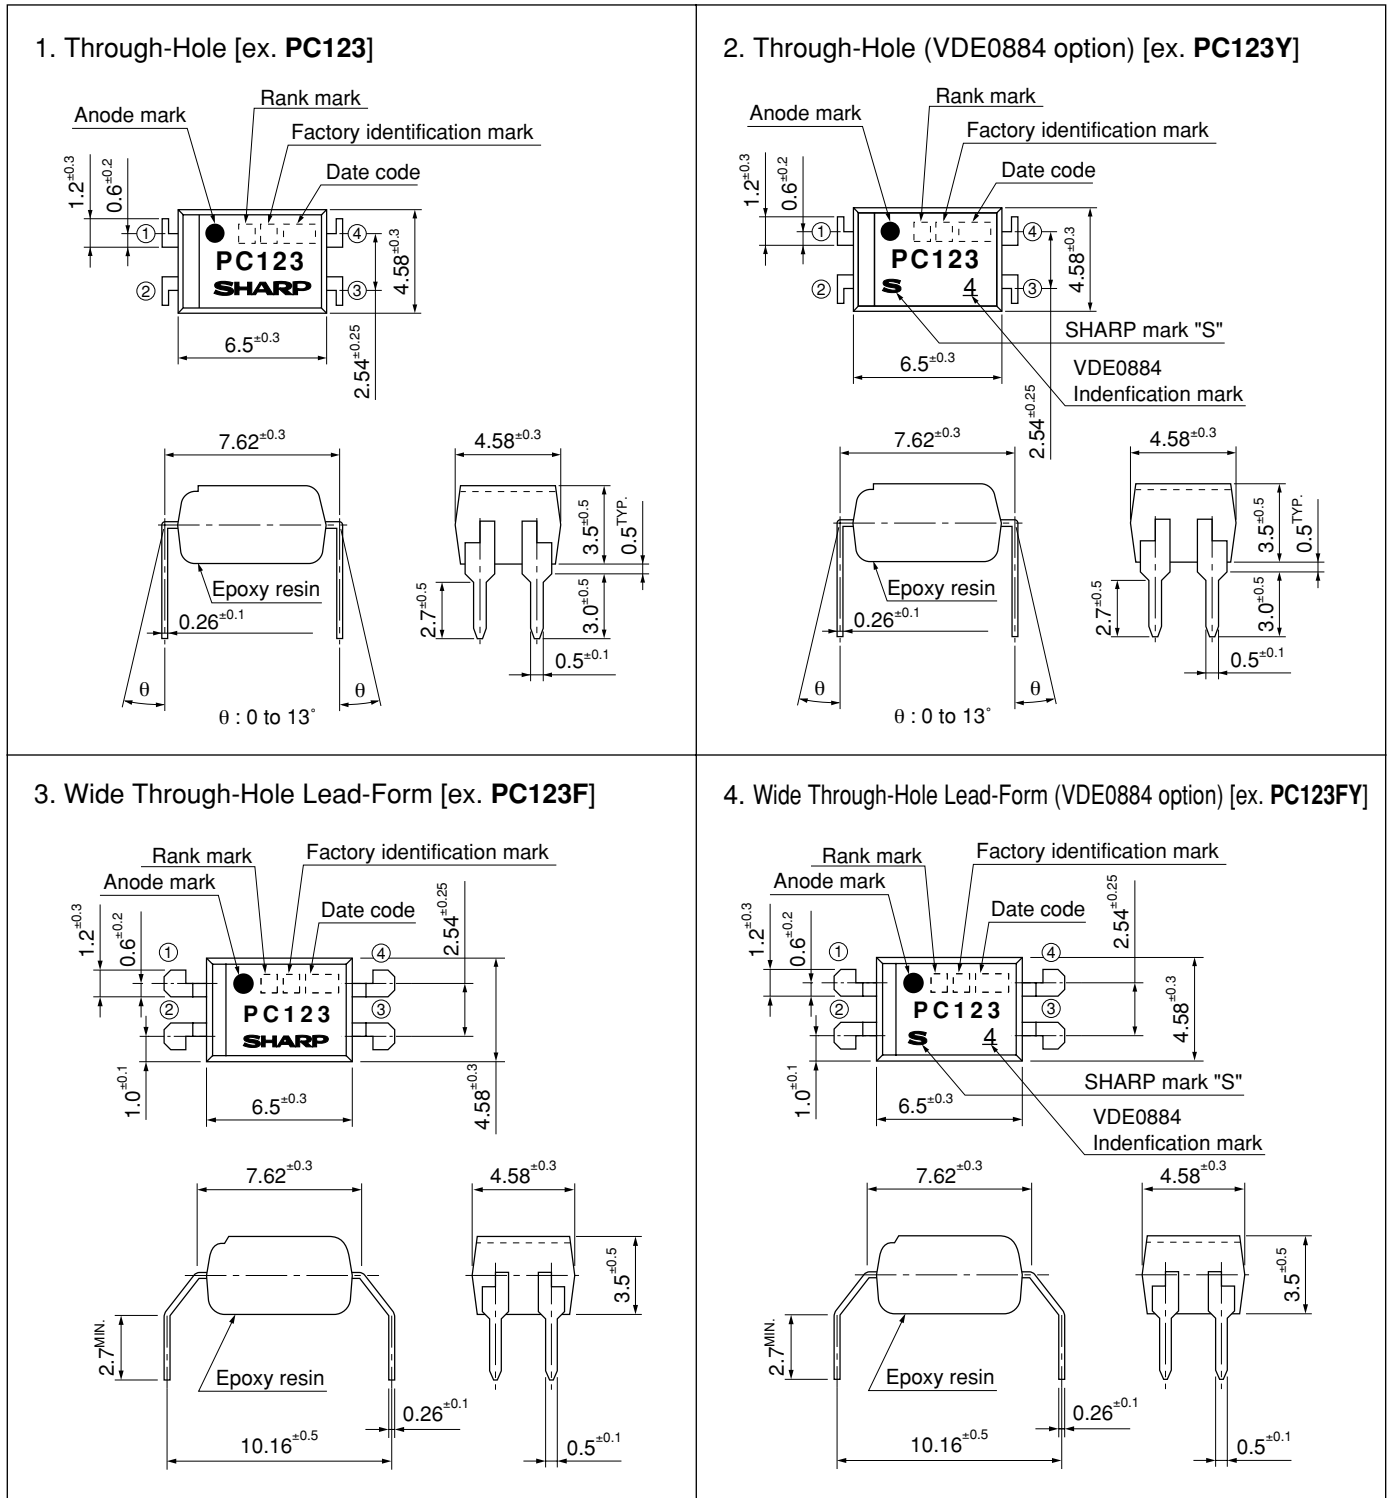 1. Through-Hole [ex. PC123]
Rank mark
Anode mark
Factory identification mark
Date code
1.2±0.3
0.6±0.2
①
④
②
③
PC123
SHARP
4.58±0.3
6.5±0.3
2.54±0.25
7.62±0.3
4.58±0.3
3.5±0.5
0.5TYP.
Epoxy resin
0.26±0.1
2.7±0.5
3.0±0.5
0.5±0.1
θ
θ
θ : 0 to 13˚
2. Through-Hole (VDE0884 option) [ex. PC123Y]
Rank mark
Anode mark
Factory identification mark
Date code
1.2±0.3
0.6±0.2
①
④
②
③
PC123
S 4
4.58±0.3
SHARP mark "S"
6.5±0.3
VDE0884
Indenfication mark
2.54±0.25
7.62±0.3
4.58±0.3
3.5±0.5
0.5TYP.
Epoxy resin
0.26±0.1
2.7±0.5
3.0±0.5
0.5±0.1
θ
θ
θ : 0 to 13˚
3. Wide Through-Hole Lead-Form [ex. PC123F]
Rank mark
Factory identification mark
Anode mark
Date code
1.2±0.3
0.6±0.2
2.54±0.25
①
④
②
③
PC123
SHARP
1.0±0.1
6.5±0.3
4.58±0.3
7.62±0.3
4.58±0.3
3.5±0.5
2.7MIN.
Epoxy resin
0.26±0.1
10.16±0.5
0.5±0.1
4. Wide Through-Hole Lead-Form (VDE0884 option) [ex. PC123FY]
Rank mark
Factory identification mark
Anode mark
Date code
1.2±0.3
0.6±0.2
2.54±0.25
①
④
②
③
PC123
S 4
4.58±0.3
1.0±0.1
6.5±0.3
SHARP mark "S"
VDE0884
Indenfication mark
7.62±0.3
4.58±0.3
3.5±0.5
2.7MIN.
Epoxy resin
0.26±0.1
10.16±0.5
0.5±0.1